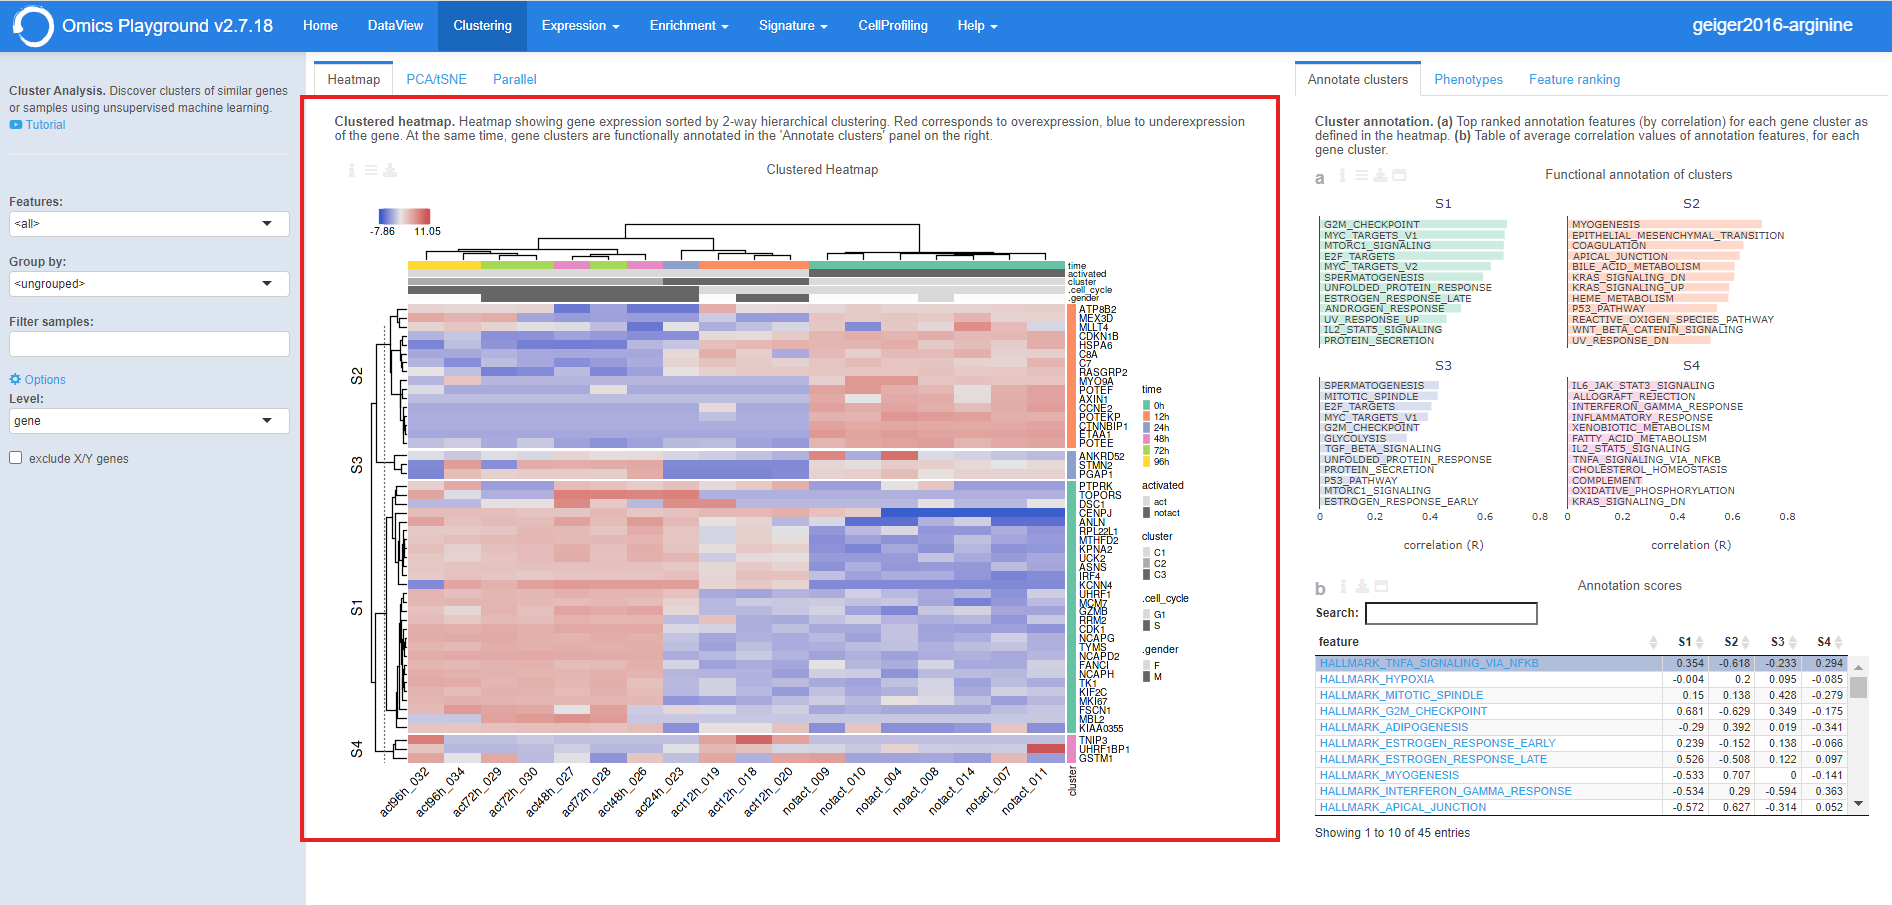 Omics Playground v2.7.18
Home
DataView
Clustering
Expression
Enrichment
Signature
CellProfiling
Help
geiger2016-arginine
Cluster Analysis. Discover clusters of similar genes
or samples using unsupervised machine learning.
Tutorial
Features:
<all>
Group by:
<ungrouped>
Filter samples:
Options
Level:
gene
exclude X/Y genes
Heatmap
PCA/tSNE
Parallel
Clustered heatmap. Heatmap showing gene expression sorted by 2-way hierarchical clustering. Red corresponds to overexpression, blue to underexpression
of the gene. At the same time, gene clusters are functionally annotated in the 'Annotate clusters' panel on the right.
Clustered Heatmap
-7.86 11.05
time
activated
cluster
.cell_cycle
.gender
S2
ATP8B2
MEX3D
MLLT4
CDKN1B
HSPA6
C8A
C7
RASGRP2
MYO9A
POTEF
AXIN1
CCNE2
POTEKP
CTNNBIP1
ETAA1
POTEE
S3
ANKRD52
STMN2
PGAP1
S1
PTPRK
TOPORS
DSC1
CENPJ
ANLN
RPL22L1
MTHFD2
KPNA2
UCK2
ASNS
IRF4
KCNN4
UHRF1
MCM7
GZMB
RRM2
CDK1
NCAPG
TYMS
NCAPD2
FANCI
NCAPH
TK1
KIF2C
MKI67
FSCN1
MBL2
KIAA0355
S4
TNIP3
UHRF1BP1
GSTM1
act96h_032
act96h_034
act72h_029
act72h_030
act48h_027
act72h_028
act48h_026
act24h_023
act12h_019
act12h_018
act12h_020
notact_009
notact_010
notact_004
notact_008
notact_014
notact_007
notact_011
cluster
time
0h
12h
24h
48h
72h
96h
activated
act
notact
cluster
C1
C2
C3
.cell_cycle
G1
S
.gender
F
M
Annotate clusters
Phenotypes
Feature ranking
Cluster annotation. (a) Top ranked annotation features (by correlation) for each gene cluster as
defined in the heatmap. (b) Table of average correlation values of annotation features, for each
gene cluster.
a
Functional annotation of clusters
S1
G2M_CHECKPOINT
MYC_TARGETS_V1
MTORC1_SIGNALING
E2F_TARGETS
MYC_TARGETS_V2
SPERMATOGENESIS
UNFOLDED_PROTEIN_RESPONSE
ESTROGEN_RESPONSE_LATE
ANDROGEN_RESPONSE
UV_RESPONSE_UP
IL2_STAT5_SIGNALING
PROTEIN_SECRETION
S2
MYOGENESIS
EPITHELIAL_MESENCHYMAL_TRANSITION
COAGULATION
APICAL_JUNCTION
BILE_ACID_METABOLISM
KRAS_SIGNALING_DN
KRAS_SIGNALING_UP
HEME_METABOLISM
P53_PATHWAY
REACTIVE_OXIGEN_SPECIES_PATHWAY
WNT_BETA_CATENIN_SIGNALING
UV_RESPONSE_DN
S3
SPERMATOGENESIS
MITOTIC_SPINDLE
E2F_TARGETS
MYC_TARGETS_V1
G2M_CHECKPOINT
GLYCOLYSIS
TGF_BETA_SIGNALING
UNFOLDED_PROTEIN_RESPONSE
PROTEIN_SECRETION
P53_PATHWAY
MTORC1_SIGNALING
ESTROGEN_RESPONSE_EARLY
0 0.2 0.4 0.6 0.8
correlation (R)
S4
IL6_JAK_STAT3_SIGNALING
ALLOGRAFT_REJECTION
INTERFERON_GAMMA_RESPONSE
INFLAMMATORY_RESPONSE
XENOBIOTIC_METABOLISM
FATTY_ACID_METABOLISM
IL2_STAT5_SIGNALING
TNFA_SIGNALING_VIA_NFKB
CHOLESTEROL_HOMEOSTASIS
COMPLEMENT
OXIDATIVE_PHOSPHORYLATION
KRAS_SIGNALING_DN
0 0.2 0.4 0.6 0.8
correlation (R)
b
Annotation scores
Search:
feature S1 S2 S3 S4
HALLMARK_TNFA_SIGNALING_VIA_NFKB 0.354 -0.618 -0.233 0.294
HALLMARK_HYPOXIA -0.004 0.2 0.095 -0.085
HALLMARK_MITOTIC_SPINDLE 0.15 0.138 0.428 -0.279
HALLMARK_G2M_CHECKPOINT 0.681 -0.629 0.349 -0.175
HALLMARK_ADIPOGENESIS -0.29 0.392 0.019 -0.341
HALLMARK_ESTROGEN_RESPONSE_EARLY 0.239 -0.152 0.138 -0.066
HALLMARK_ESTROGEN_RESPONSE_LATE 0.526 -0.508 0.122 0.097
HALLMARK_MYOGENESIS -0.533 0.707 0 -0.141
HALLMARK_INTERFERON_GAMMA_RESPONSE -0.534 0.29 -0.594 0.363
HALLMARK_APICAL_JUNCTION -0.572 0.627 -0.314 0.052
Showing 1 to 10 of 45 entries